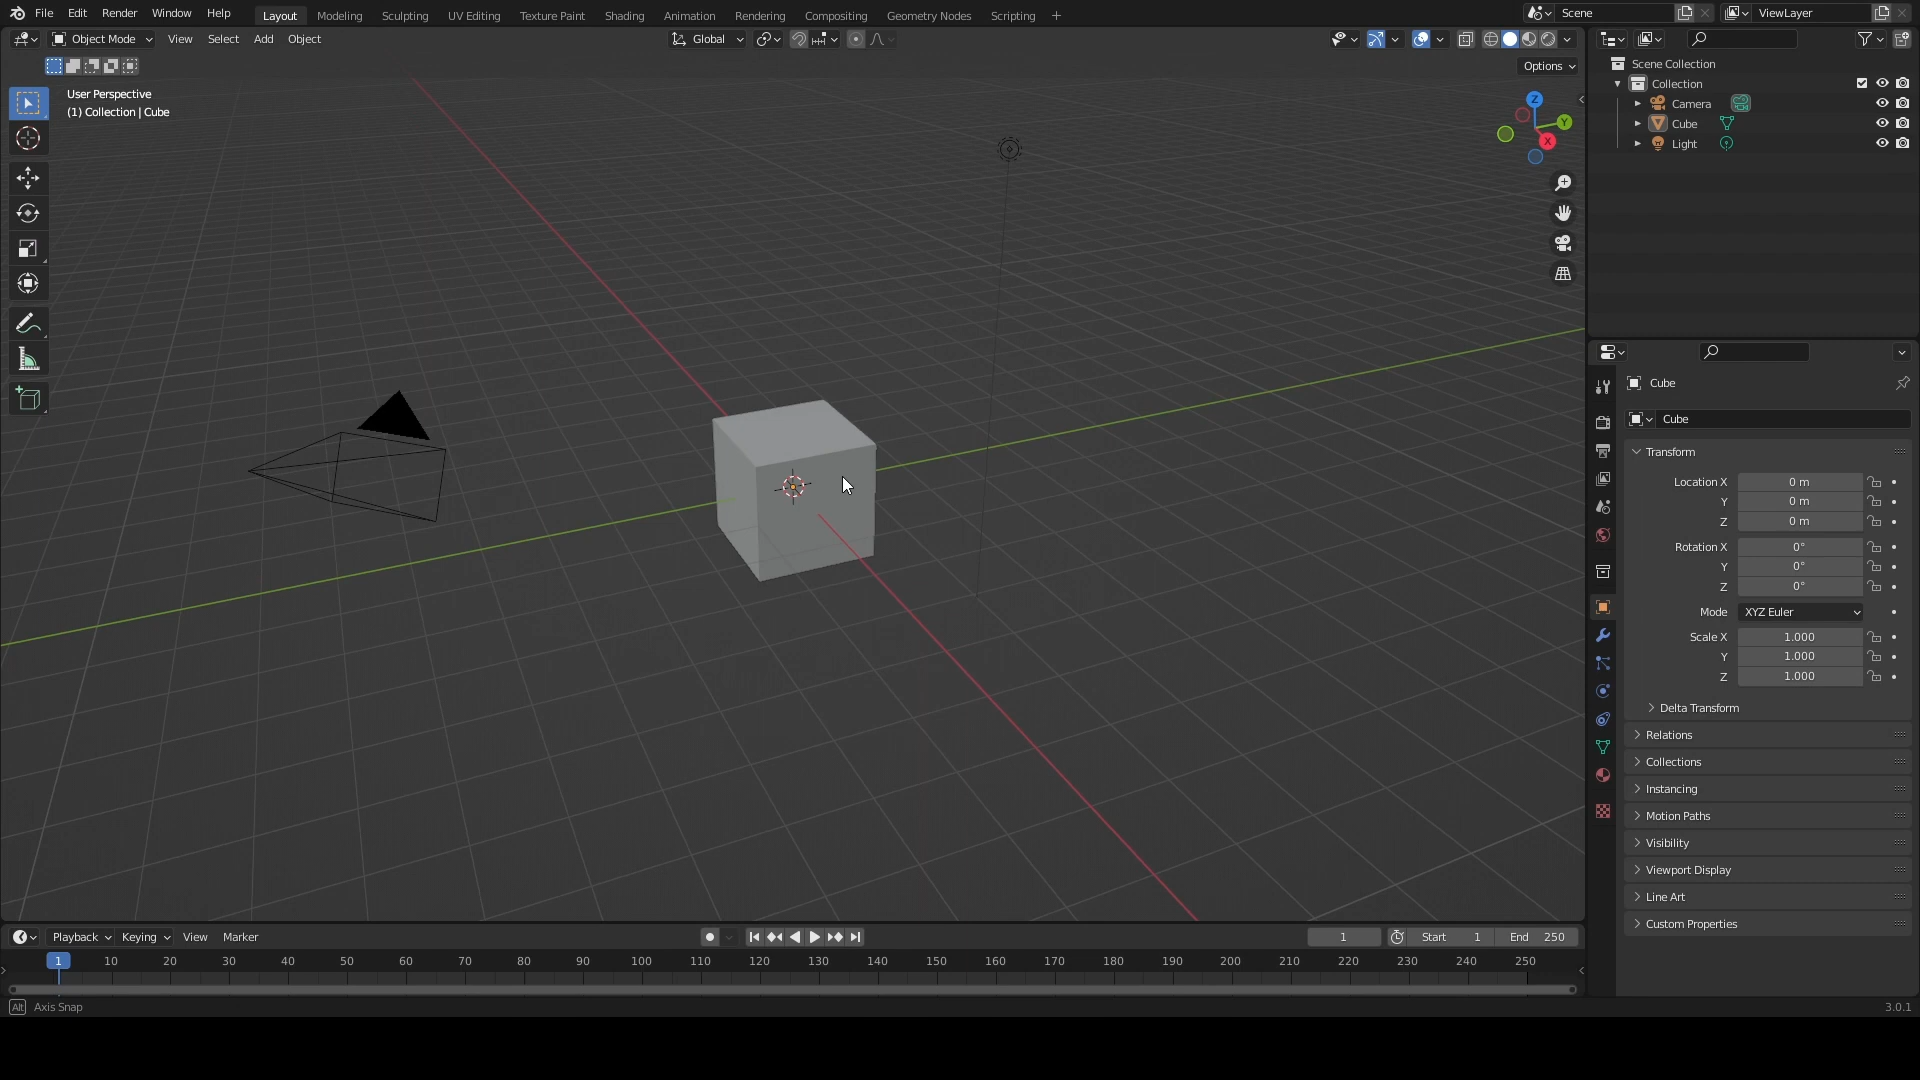 File Edit Render Window Help Layout Modeling Sculpting UV Editing Texture Paint Shading Animation Rendering Compositing Geometry Nodes Scripting + Scene ViewLayer
Object Mode View Select Add Object Global
Options
User Perspective
(1) Collection | Cube
Z
Y
X
Scene Collection
Collection
Camera
Cube
Light
Cube
Cube
Transform
Location X 0 m
Y 0 m
Z 0 m
Rotation X 0°
Y 0°
Z 0°
Mode XYZ Euler
Scale X 1.000
Y 1.000
Z 1.000
Delta Transform
Relations
Collections
Instancing
Motion Paths
Visibility
Viewport Display
Line Art
Custom Properties
Playback Keying View Marker 1 Start 1 End 250
1 10 20 30 40 50 60 70 80 90 100 110 120 130 140 150 160 170 180 190 200 210 220 230 240 250
Alt Axis Snap 3.0.1